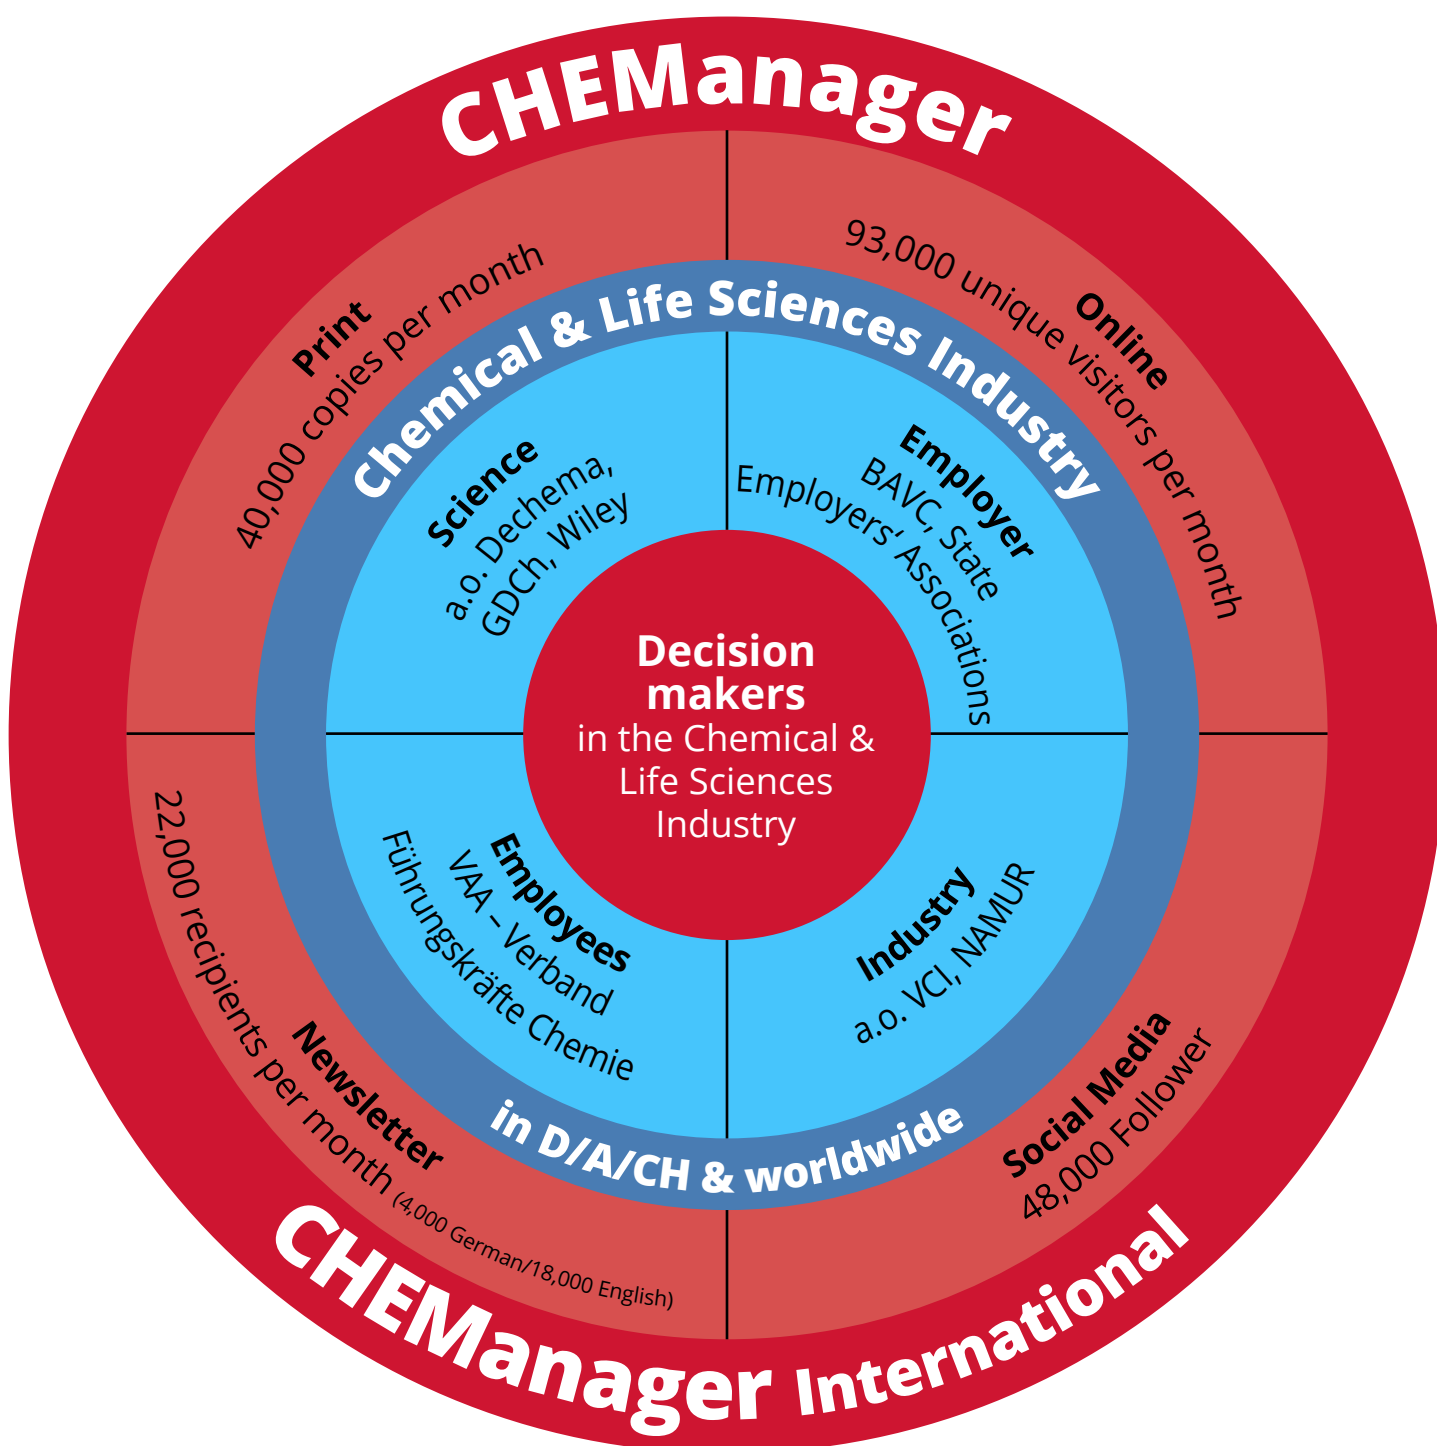 CHEManager
Print
40,000 copies per month
Online
93,000 unique visitors per month
Chemical & Life Sciences Industry
Science
a.o. Dechema,
GDCh, Wiley
Employer
BAVC, State
Employers‘ Associations
Decision
makers
in the Chemical &
Life Sciences
Industry
Employees
VAA – Verband
Führungskräfte Chemie
Industry
a.o. VCI, NAMUR
in D/A/CH & worldwide
Newsletter
22,000 recipients per month (4,000 German/18,000 English)
Social Media
48,000 Follower
CHEManager International